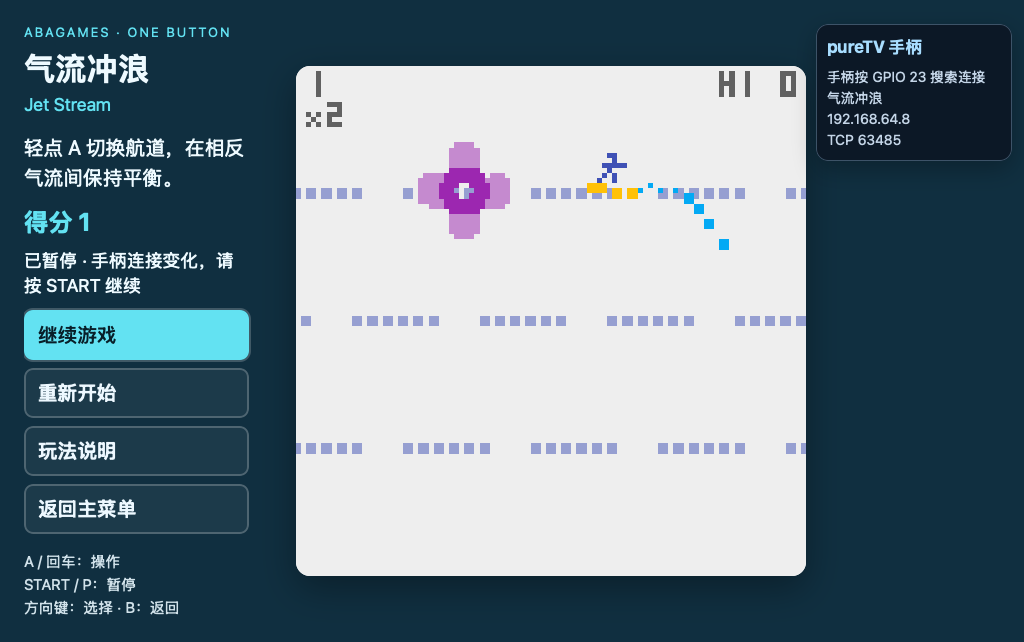 ABAGAMES · ONE BUTTON
气流冲浪
Jet Stream
轻点 A 切换航道，在相反
气流间保持平衡。
得分 1
已暂停 · 手柄连接变化，请
按 START 继续
继续游戏
重新开始
玩法说明
返回主菜单
A / 回车：操作
START / P：暂停
方向键：选择 · B：返回
1
HI 0
x2
pureTV 手柄
手柄按 GPIO 23 搜索连接
气流冲浪
192.168.64.8
TCP 63485